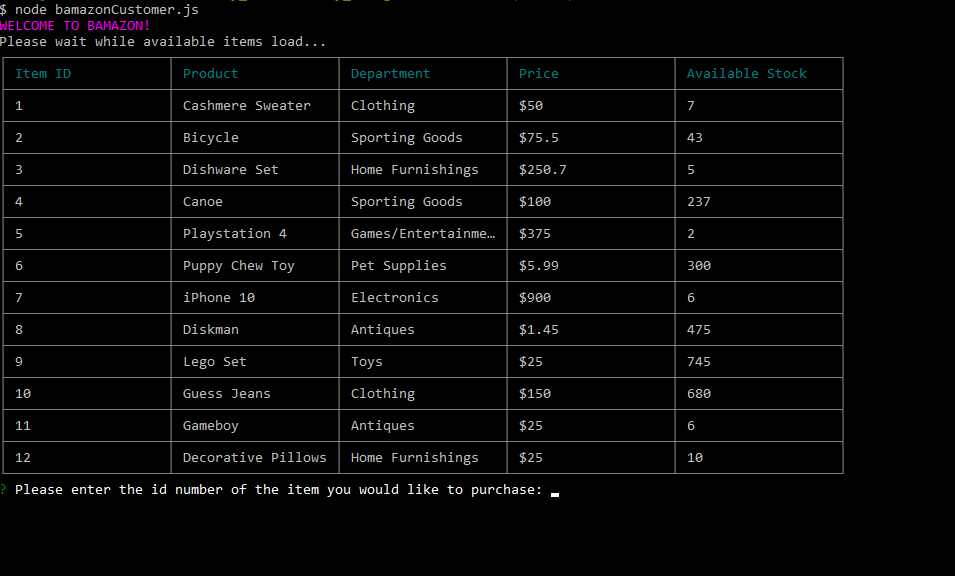 $ node bamazonCustomer.js
WELCOME TO BAMAZON!
Please wait while available items load...
Item ID Product Department Price Available Stock
1 Cashmere Sweater Clothing $50 7
2 Bicycle Sporting Goods $75.5 43
3 Dishware Set Home Furnishings $250.7 5
4 Canoe Sporting Goods $100 237
5 Playstation 4 Games/Entertainme… $375 2
6 Puppy Chew Toy Pet Supplies $5.99 300
7 iPhone 10 Electronics $900 6
8 Diskman Antiques $1.45 475
9 Lego Set Toys $25 745
10 Guess Jeans Clothing $150 680
11 Gameboy Antiques $25 6
12 Decorative Pillows Home Furnishings $25 10
? Please enter the id number of the item you would like to purchase: